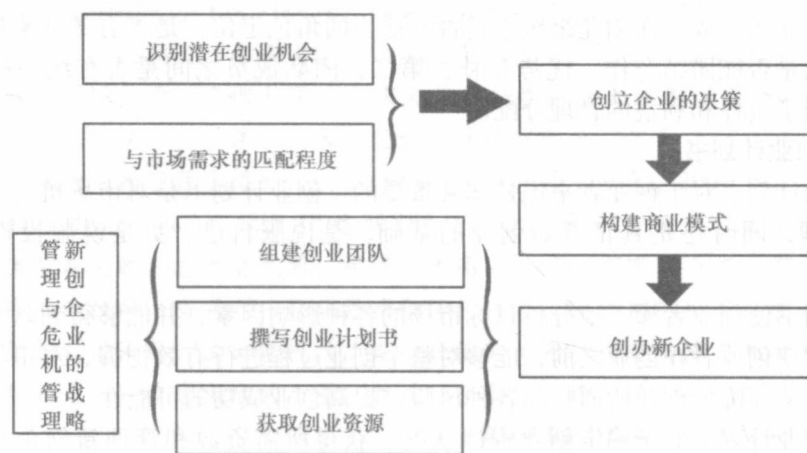 识别潜在创业机会
与市场需求的匹配程度
创立企业的决策
构建商业模式
创办新企业
组建创业团队
撰写创业计划书
获取创业资源
新创企业的战略
管理与危机管理